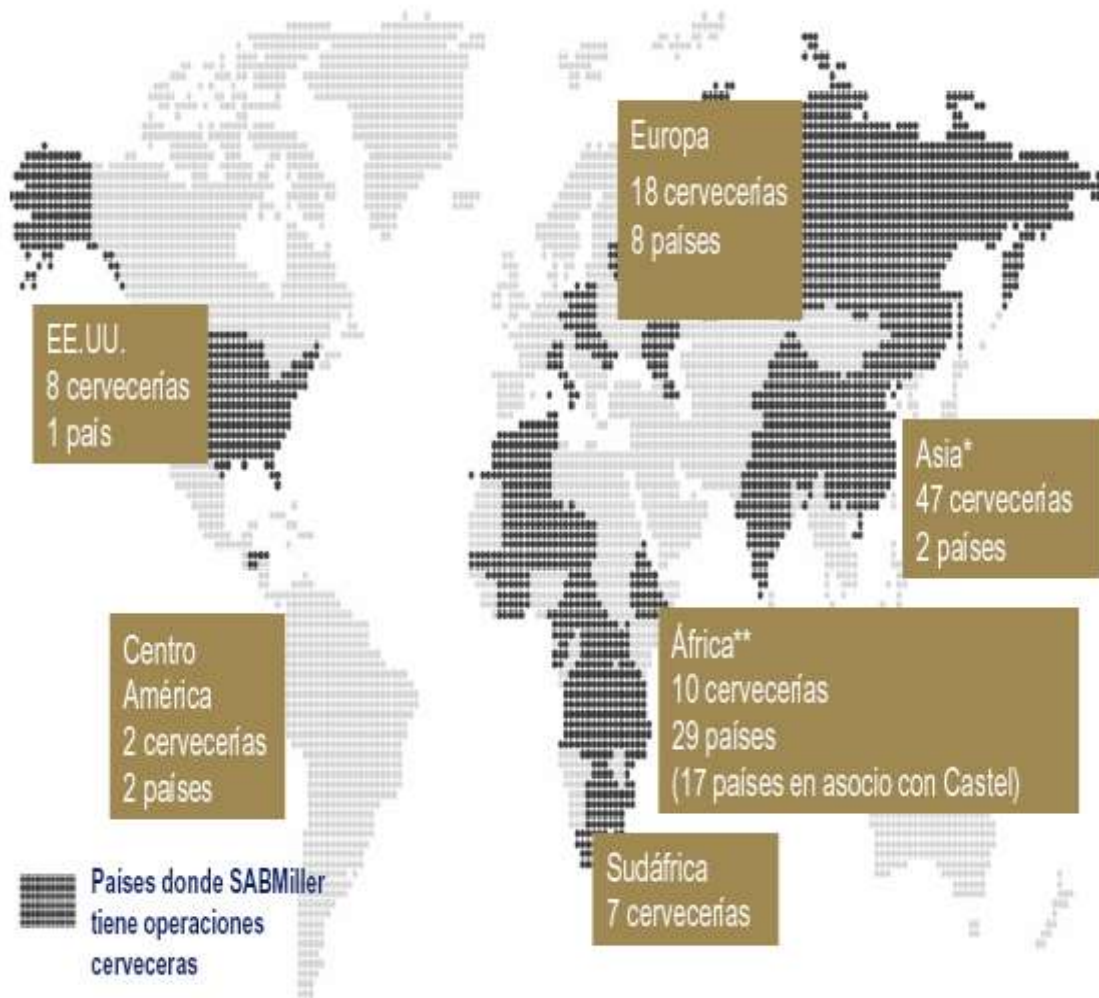 Europa
18 cervecerías
8 países
EE.UU.
8 cervecerías
1 país
Asia*
47 cervecerías
2 países
Centro
América
2 cervecerías
2 países
África**
10 cervecerías
29 países
(17 países en asocio con Castel)
Sudáfrica
7 cervecerías
Países donde SABMiller
tiene operaciones
cerveceras